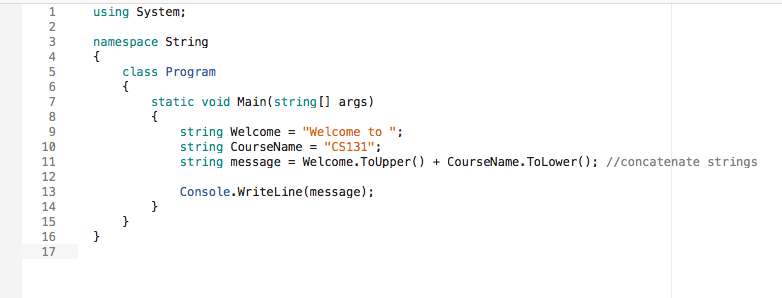 1 using System;
2
3 namespace String
4 {
5     class Program
6     {
7         static void Main(string[] args)
8         {
9             string Welcome = "Welcome to ";
10             string CourseName = "CS131";
11             string message = Welcome.ToUpper() + CourseName.ToLower(); //concatenate strings
12
13             Console.WriteLine(message);
14         }
15     }
16 }
17